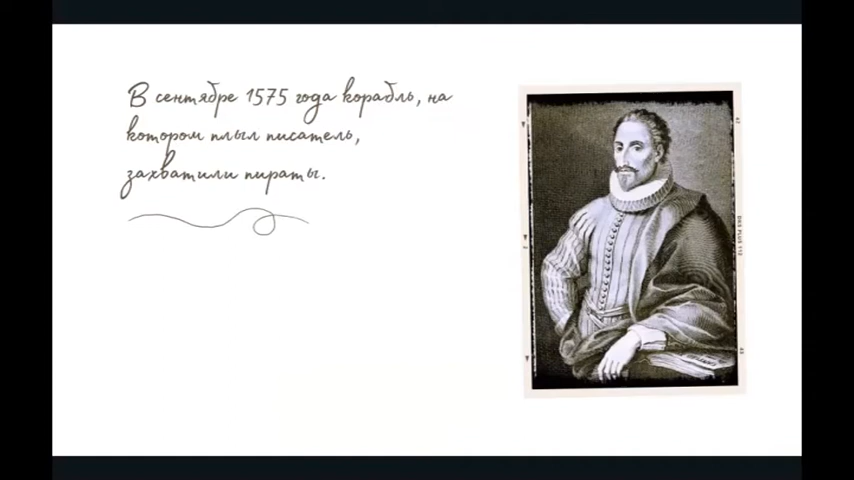 В сентябре 1575 года корабль, на
котором плыл писатель,
захватили пираты.